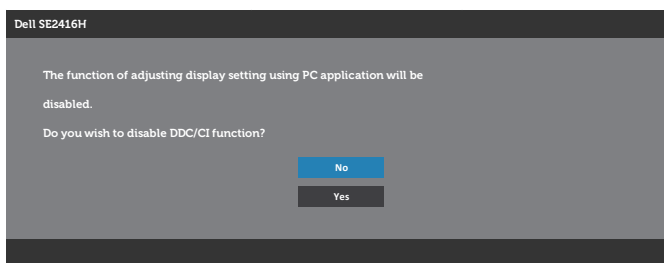 Dell SE2416H
The function of adjusting display setting using PC application will be
disabled.
Do you wish to disable DDC/CI function?
No
Yes